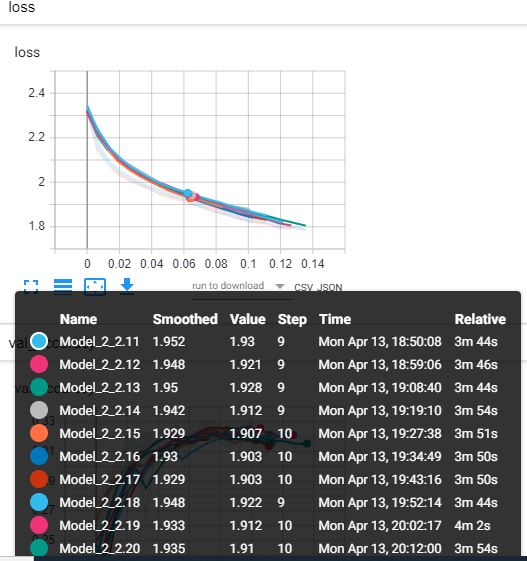 loss
loss
2.4
2.2
2
1.8
0 0.02 0.04 0.06 0.08 0.1 0.12 0.14
run to download CSV JSON
Name Smoothed Value Step Time Relative
Model_2_2.11 1.952 1.93 9 Mon Apr 13, 18:50:08 3m 44s
Model_2_2.12 1.948 1.921 9 Mon Apr 13, 18:59:06 3m 46s
Model_2_2.13 1.95 1.928 9 Mon Apr 13, 19:08:40 3m 44s
Model_2_2.14 1.942 1.912 9 Mon Apr 13, 19:19:10 3m 54s
Model_2_2.15 1.929 1.907 10 Mon Apr 13, 19:27:38 3m 51s
Model_2_2.16 1.93 1.903 10 Mon Apr 13, 19:34:49 3m 50s
Model_2_2.17 1.929 1.903 10 Mon Apr 13, 19:43:16 3m 50s
Model_2_2.18 1.948 1.922 9 Mon Apr 13, 19:52:14 3m 44s
Model_2_2.19 1.933 1.912 10 Mon Apr 13, 20:02:17 4m 2s
Model_2_2.20 1.935 1.91 10 Mon Apr 13, 20:12:00 3m 54s